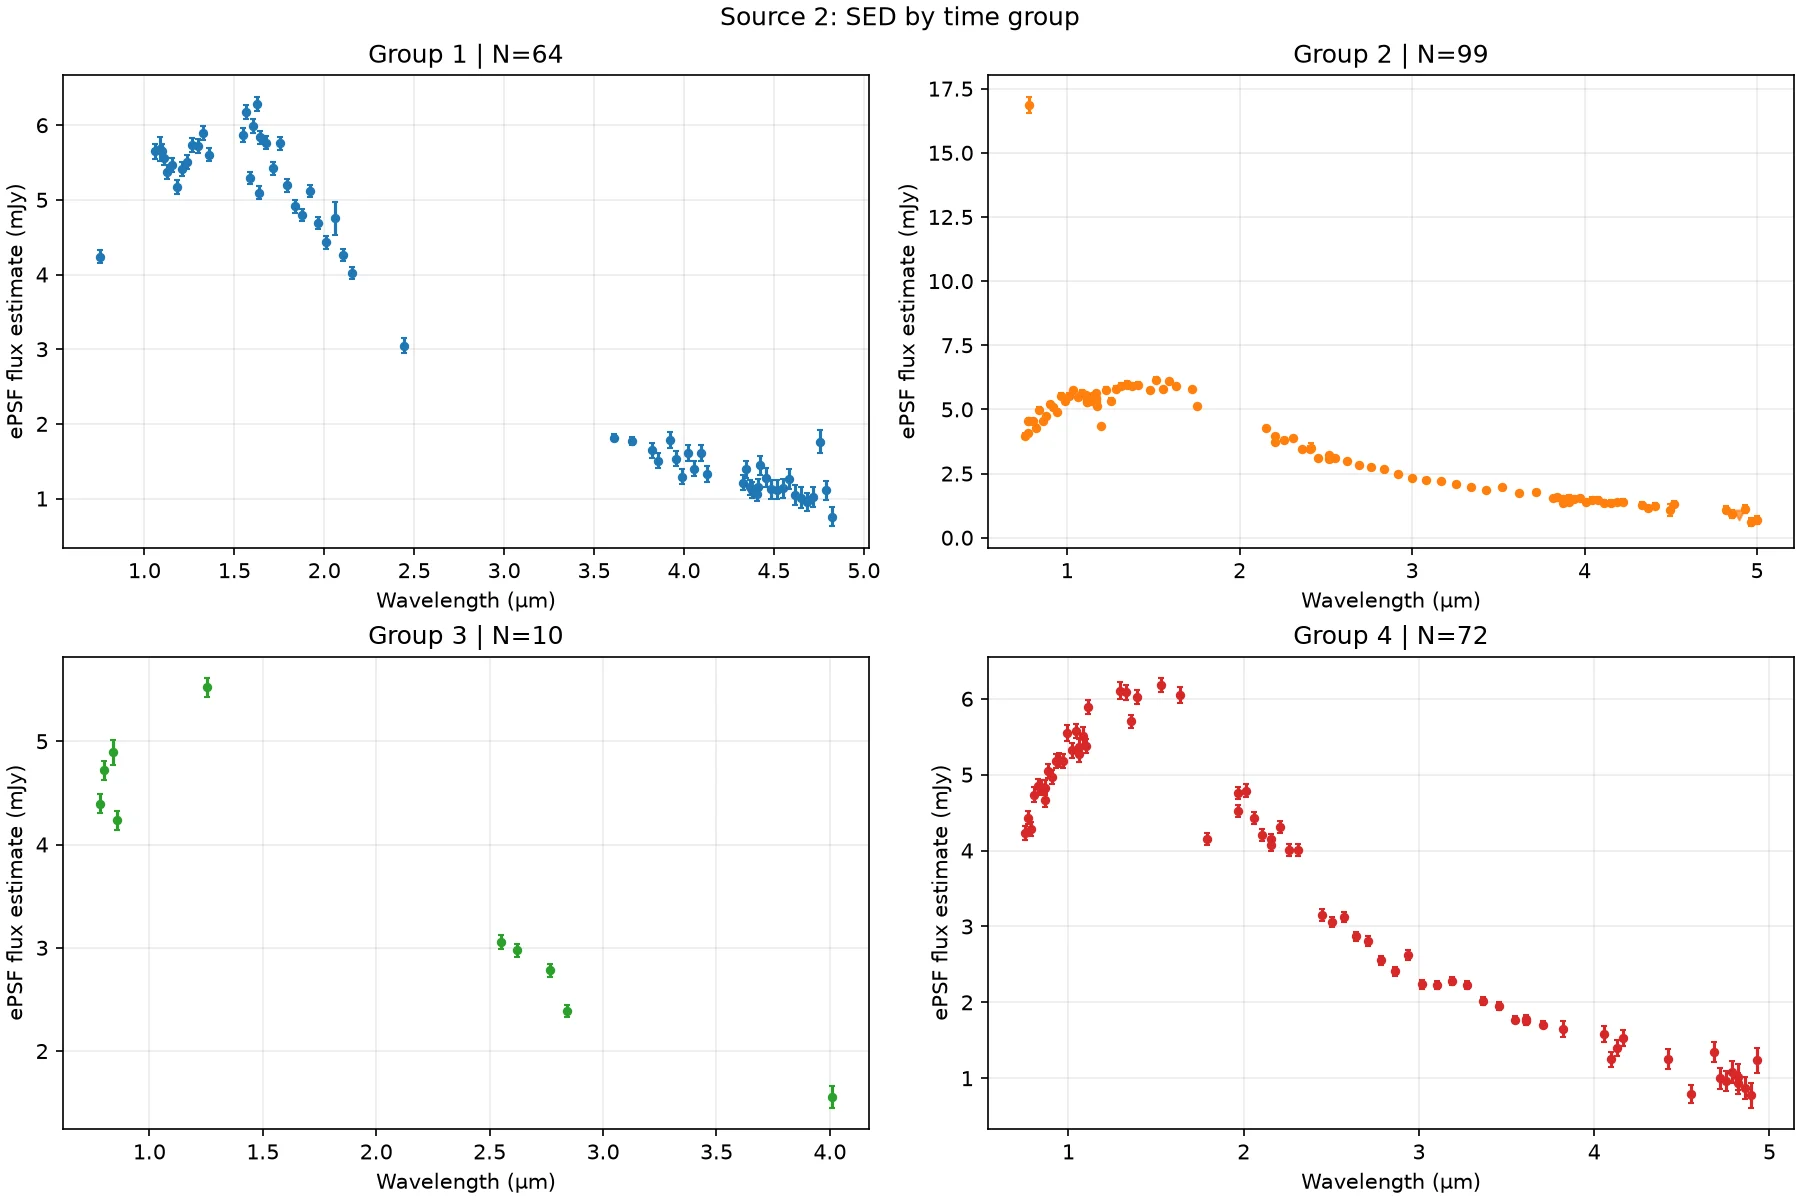 Source 2: SED by time group
Group 1 | N=64
ePSF flux estimate (mJy)
6
5
4
3
2
1
1.0 1.5 2.0 2.5 3.0 3.5 4.0 4.5 5.0
Wavelength (μm)
Group 2 | N=99
ePSF flux estimate (mJy)
17.5
15.0
12.5
10.0
7.5
5.0
2.5
0.0
1 2 3 4 5
Wavelength (μm)
Group 3 | N=10
ePSF flux estimate (mJy)
5
4
3
2
1.0 1.5 2.0 2.5 3.0 3.5 4.0
Wavelength (μm)
Group 4 | N=72
ePSF flux estimate (mJy)
6
5
4
3
2
1
1 2 3 4 5
Wavelength (μm)